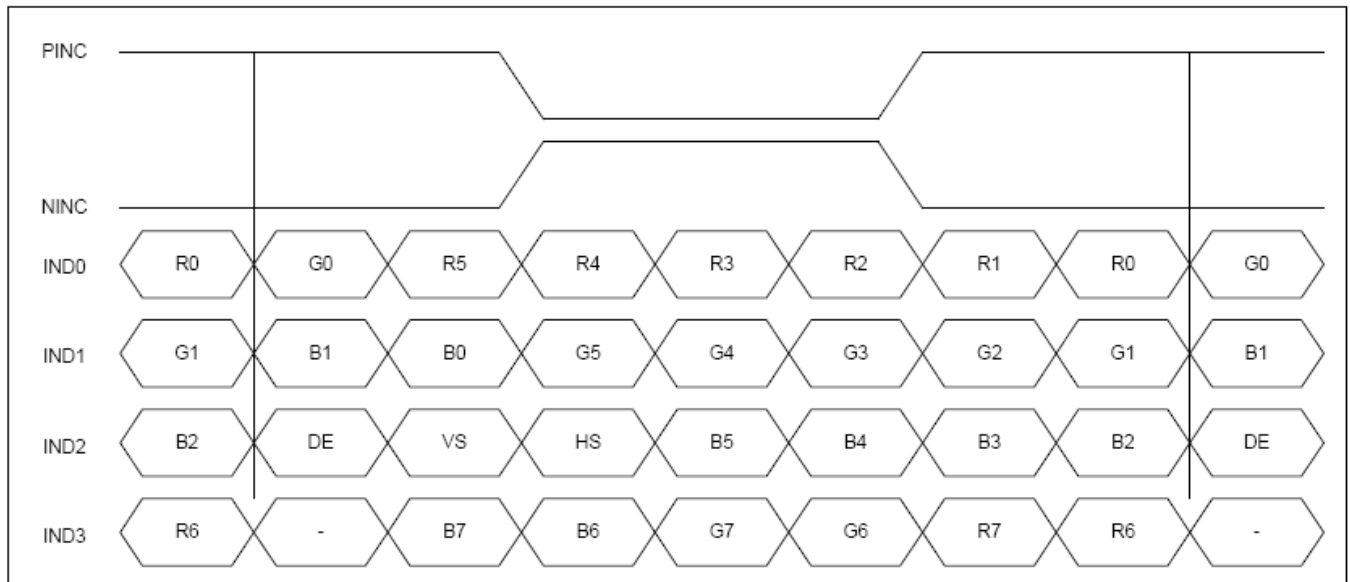 PINC
NINC
IND0 R0 G0 R5 R4 R3 R2 R1 R0 G0
IND1 G1 B1 B0 G5 G4 G3 G2 G1 B1
IND2 B2 DE VS HS B5 B4 B3 B2 DE
IND3 R6 - B7 B6 G7 G6 R7 R6 -